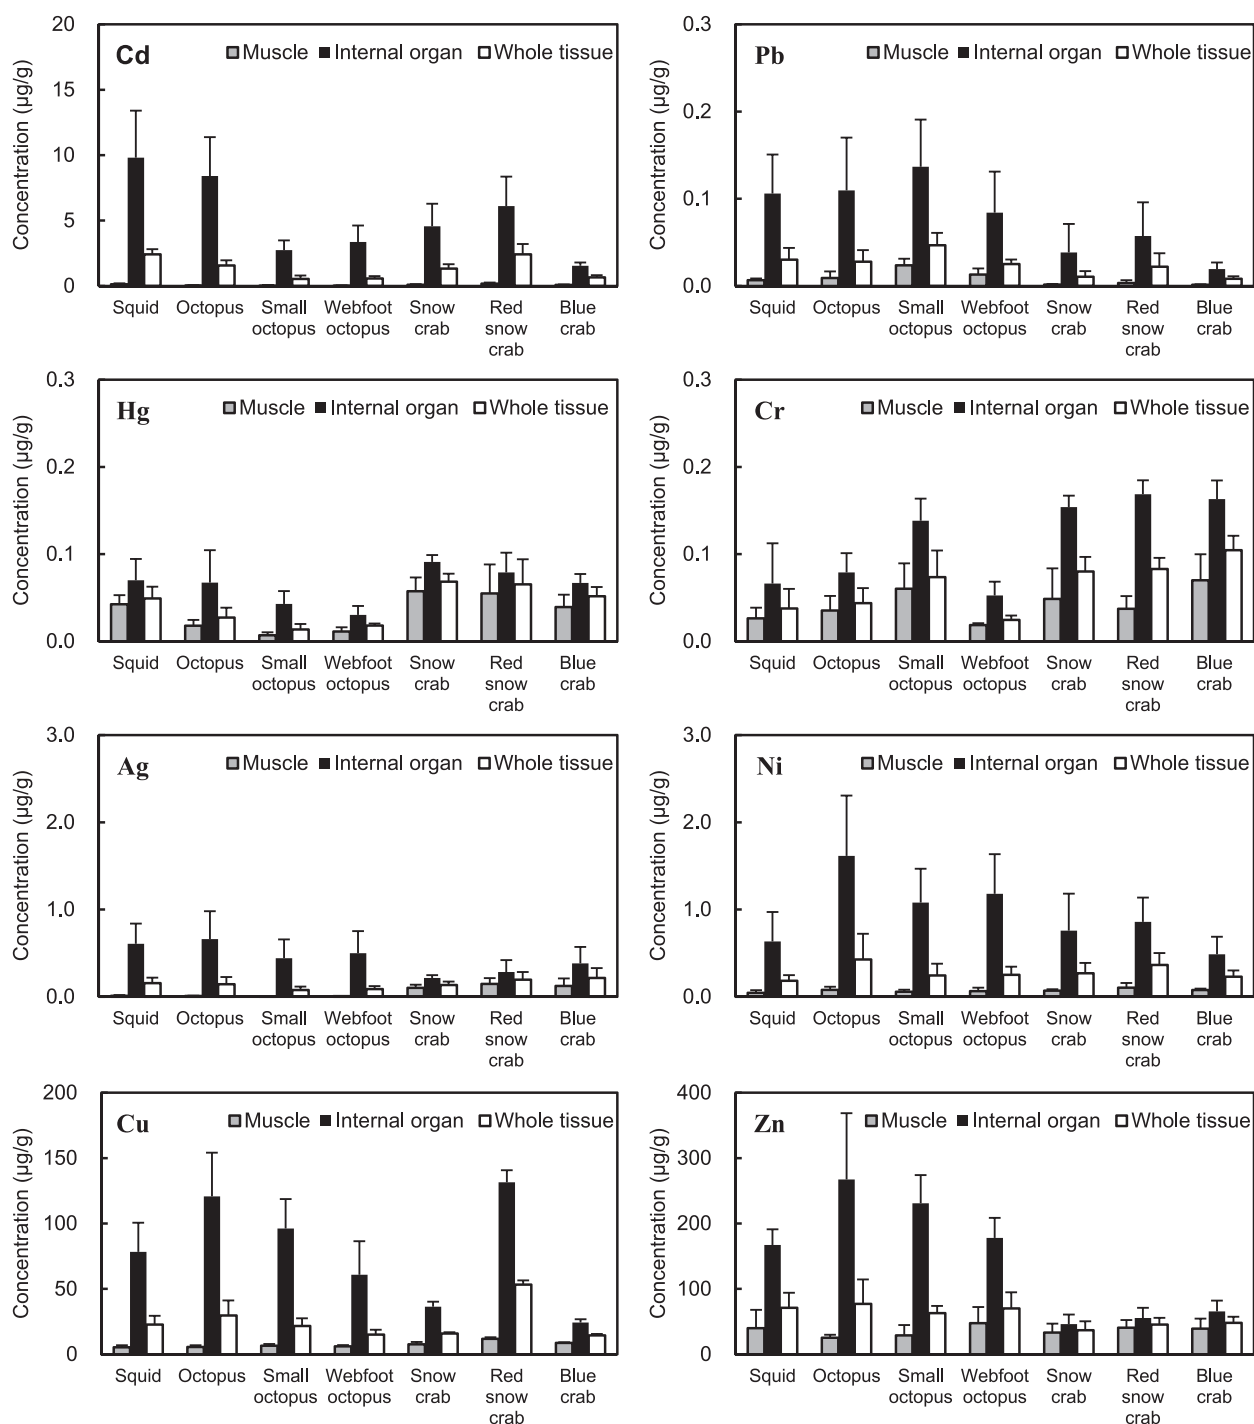 Cd
Muscle Internal organ Whole tissue
Concentration (µg/g)
20
15
10
5
0
Squid Octopus Small octopus Webfoot octopus Snow crab Red snow crab Blue crab
Pb
Muscle Internal organ Whole tissue
Concentration (µg/g)
0.3
0.2
0.1
0.0
Squid Octopus Small octopus Webfoot octopus Snow crab Red snow crab Blue crab
Hg
Muscle Internal organ Whole tissue
Concentration (µg/g)
0.3
0.2
0.1
0.0
Squid Octopus Small octopus Webfoot octopus Snow crab Red snow crab Blue crab
Cr
Muscle Internal organ Whole tissue
Concentration (µg/g)
0.3
0.2
0.1
0.0
Squid Octopus Small octopus Webfoot octopus Snow crab Red snow crab Blue crab
Ag
Muscle Internal organ Whole tissue
Concentration (µg/g)
3.0
2.0
1.0
0.0
Squid Octopus Small octopus Webfoot octopus Snow crab Red snow crab Blue crab
Ni
Muscle Internal organ Whole tissue
Concentration (µg/g)
3.0
2.0
1.0
0.0
Squid Octopus Small octopus Webfoot octopus Snow crab Red snow crab Blue crab
Cu
Muscle Internal organ Whole tissue
Concentration (µg/g)
200
150
100
50
0
Squid Octopus Small octopus Webfoot octopus Snow crab Red snow crab Blue crab
Zn
Muscle Internal organ Whole tissue
Concentration (µg/g)
400
300
200
100
0
Squid Octopus Small octopus Webfoot octopus Snow crab Red snow crab Blue crab